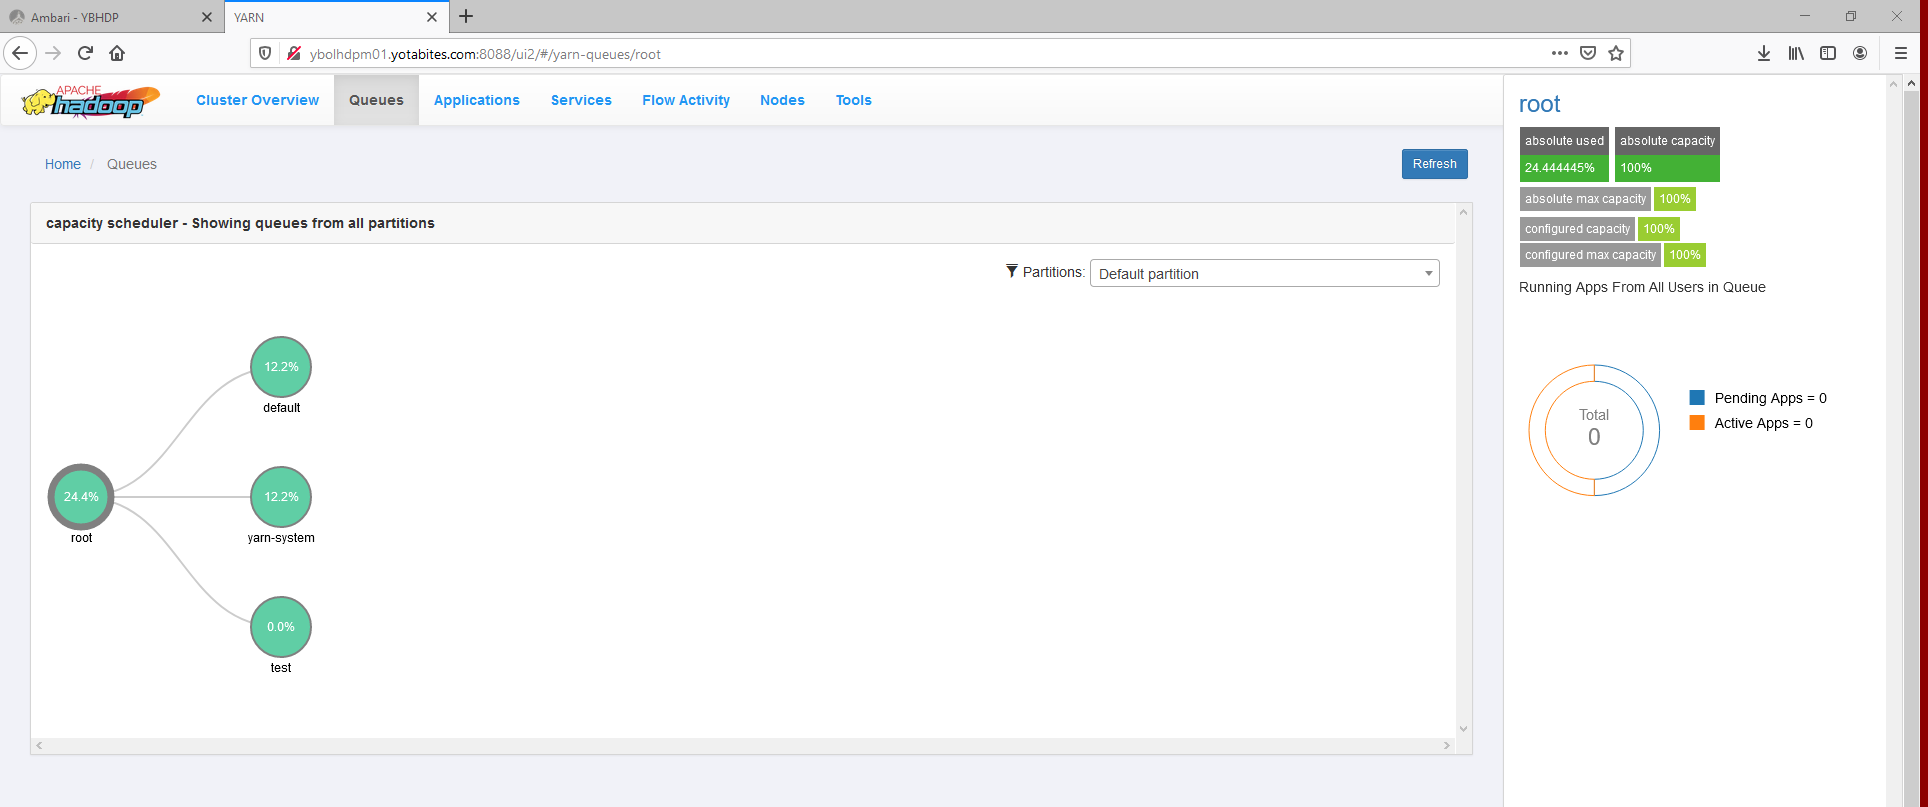 Ambari - YBHDP
YARN
ybolhdpm01.yotabites.com:8088/ui2/#/yarn-queues/root
APACHE
hadoop
Cluster Overview
Queues
Applications
Services
Flow Activity
Nodes
Tools
Home / Queues
Refresh
capacity scheduler - Showing queues from all partitions
Partitions: Default partition
12.2%
default
24.4%
root
12.2%
yarn-system
0.0%
test
root
absolute used absolute capacity
24.444445% 100%
absolute max capacity 100%
configured capacity 100%
configured max capacity 100%
Running Apps From All Users in Queue
Total
0
Pending Apps = 0
Active Apps = 0